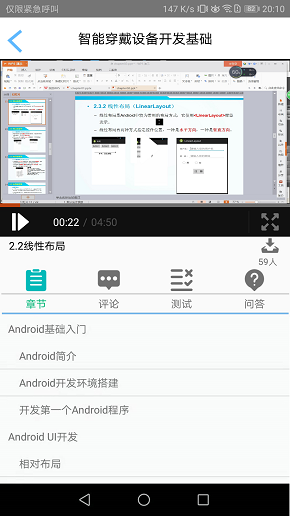 仅限紧急呼叫
147 K/s
20:10
智能穿戴设备开发基础
2.3.2 线性布局（LinearLayout）
00:22 / 04:50
2.2线性布局
59人
章节
评论
测试
问答
Android基础入门
Android简介
Android开发环境搭建
开发第一个Android程序
Android UI开发
相对布局